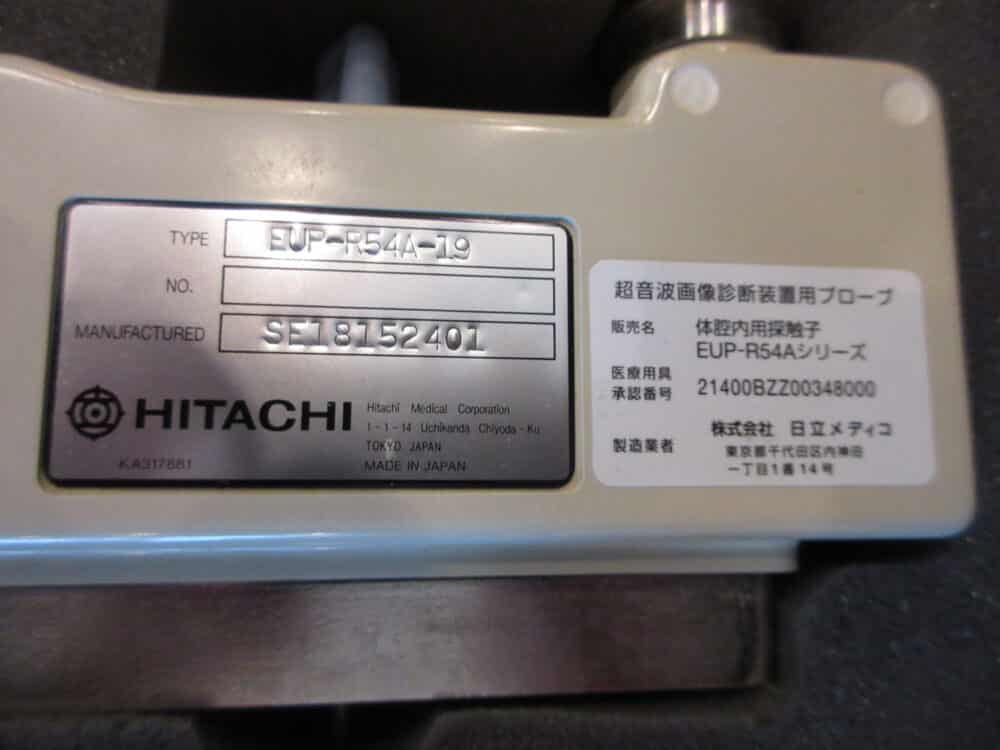 TYPE EUP-R54A-19
NO.
MANUFACTURED SE18152401
HITACHI
Hitachi Medical Corporation
1-1-14 Uchikanda Chiyoda-Ku
TOKYO JAPAN
MADE IN JAPAN
KA317881
超音波画像診断装置用プローブ
販売名 体腔内用探触子
EUP-R54Aシリーズ
医療用具
承認番号 21400BZZ00348000
製造業者 株式会社 日立メディコ
東京都千代田区内神田
一丁目1番14号